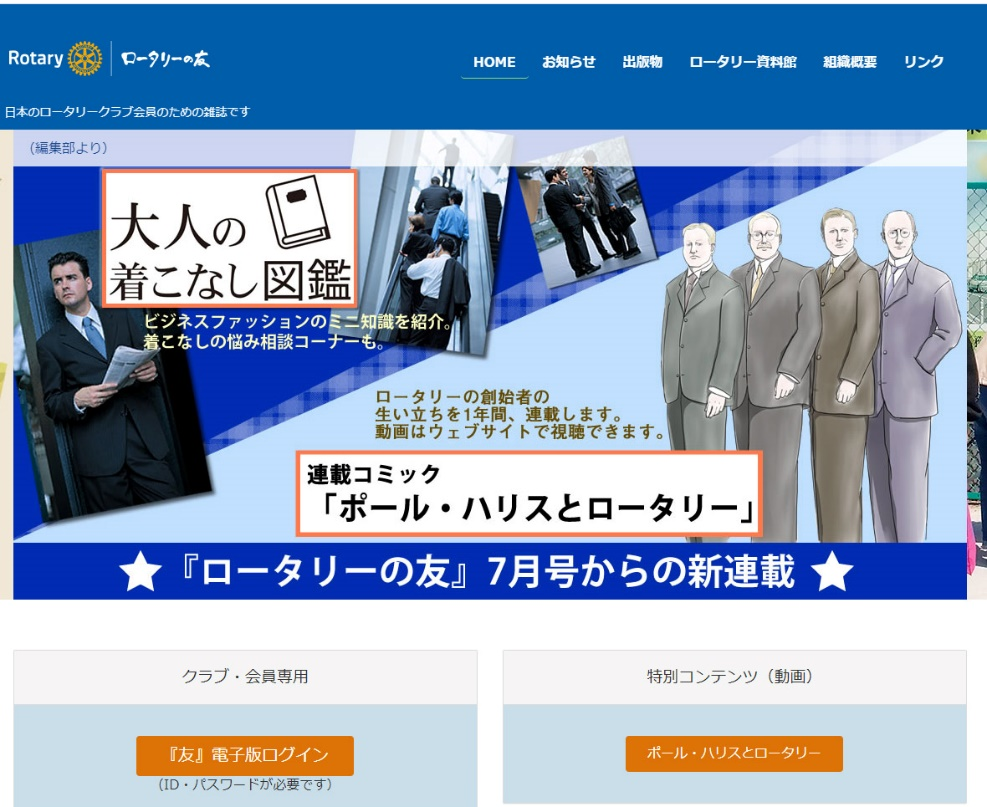 Rotary ロータリーの友
HOME お知らせ 出版物 ロータリー資料館 組織概要 リンク
日本のロータリークラブ会員のための雑誌です
(編集部より)
大人の
着こなし図鑑
ビジネスファッションのミニ知識を紹介。
着こなしの悩み相談コーナーも。
ロータリーの創始者の
生い立ちを1年間、連載します。
動画はウェブサイトで視聴できます。
連載コミック
「ポール・ハリスとロータリー」
★『ロータリーの友』7月号からの新連載★
クラブ・会員専用
『友』電子版ログイン
(ID・パスワードが必要です)
特別コンテンツ（動画）
ポール・ハリスとロータリー